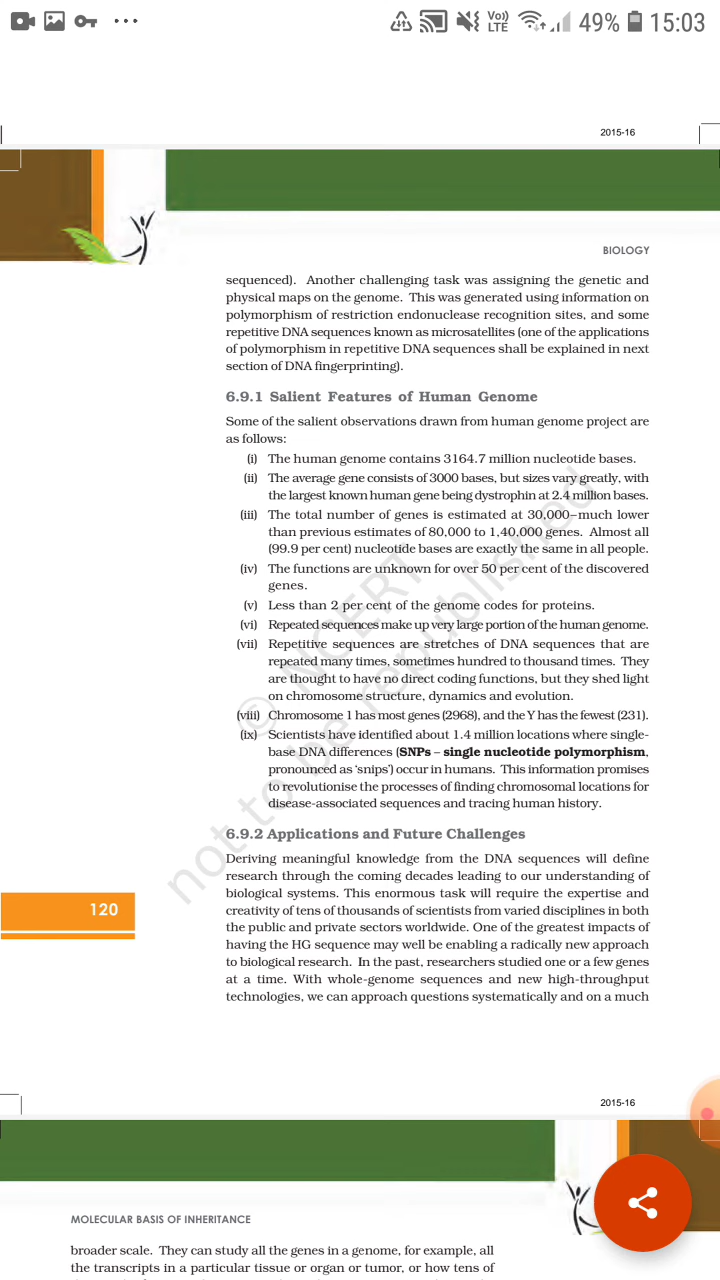 49% 15:03
Vo)) LTE
2015-16
BIOLOGY
sequenced). Another challenging task was assigning the genetic and
physical maps on the genome. This was generated using information on
polymorphism of restriction endonuclease recognition sites, and some
repetitive DNA sequences known as microsatellites (one of the applications
of polymorphism in repetitive DNA sequences shall be explained in next
section of DNA fingerprinting).
6.9.1 Salient Features of Human Genome
Some of the salient observations drawn from human genome project are
as follows:
(i) The human genome contains 3164.7 million nucleotide bases.
(ii) The average gene consists of 3000 bases, but sizes vary greatly, with
the largest known human gene being dystrophin at 2.4 million bases.
(iii) The total number of genes is estimated at 30,000–much lower
than previous estimates of 80,000 to 1,40,000 genes. Almost all
(99.9 per cent) nucleotide bases are exactly the same in all people.
(iv) The functions are unknown for over 50 per cent of the discovered
genes.
(v) Less than 2 per cent of the genome codes for proteins.
(vi) Repeated sequences make up very large portion of the human genome.
(vii) Repetitive sequences are stretches of DNA sequences that are
repeated many times, sometimes hundred to thousand times. They
are thought to have no direct coding functions, but they shed light
on chromosome structure, dynamics and evolution.
(viii) Chromosome 1 has most genes (2968), and the Y has the fewest (231).
(ix) Scientists have identified about 1.4 million locations where single-
base DNA differences (SNPs – single nucleotide polymorphism,
pronounced as ‘snips’) occur in humans. This information promises
to revolutionise the processes of finding chromosomal locations for
disease-associated sequences and tracing human history.
© NCERT
not to be republished
6.9.2 Applications and Future Challenges
Deriving meaningful knowledge from the DNA sequences will define
research through the coming decades leading to our understanding of
biological systems. This enormous task will require the expertise and
creativity of tens of thousands of scientists from varied disciplines in both
the public and private sectors worldwide. One of the greatest impacts of
having the HG sequence may well be enabling a radically new approach
to biological research. In the past, researchers studied one or a few genes
at a time. With whole-genome sequences and new high-throughput
technologies, we can approach questions systematically and on a much
120
2015-16
MOLECULAR BASIS OF INHERITANCE
broader scale. They can study all the genes in a genome, for example, all
the transcripts in a particular tissue or organ or tumor, or how tens of